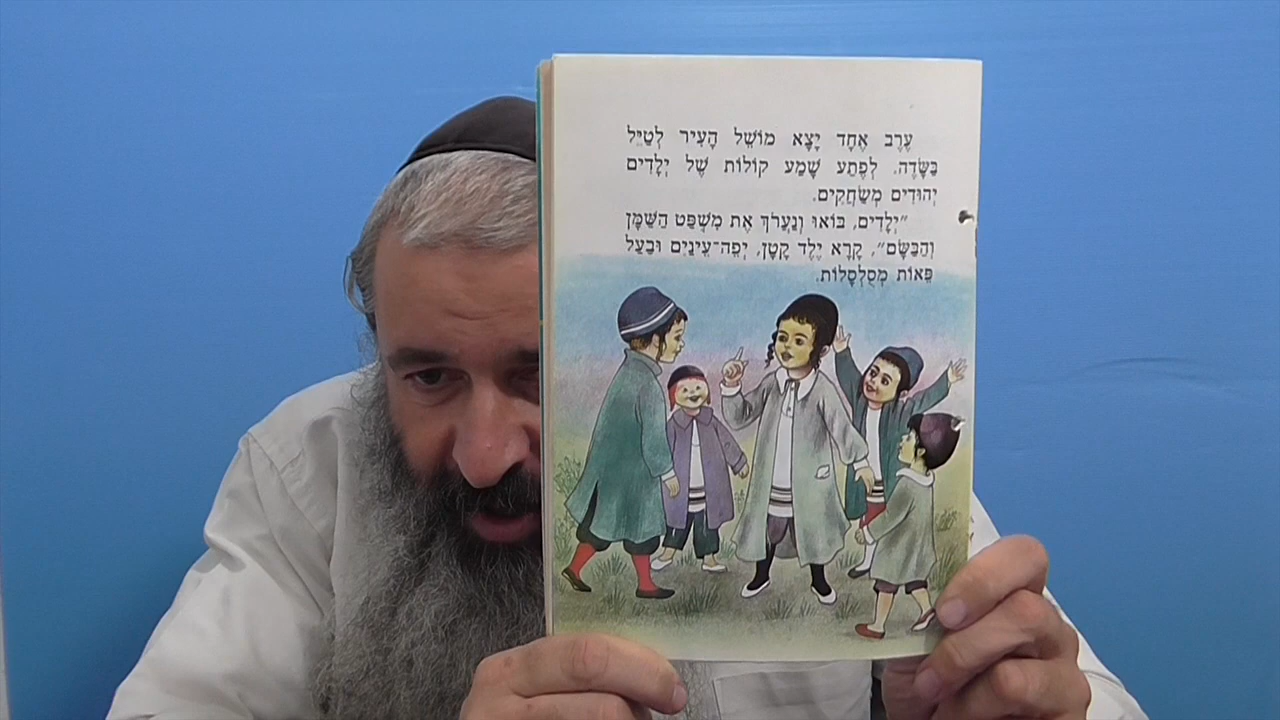 עֶרֶב אֶחָד יָצָא מוֹשֵׁל הָעִיר לְטַיֵּל
בַּשָּׂדֶה. לְפֶתַע שָׁמַע קוֹלוֹת שֶׁל יְלָדִים
יְהוּדִים מְשַׂחֲקִים.
״יְלָדִים, בּוֹאוּ וְנַעֲרֹךְ אֶת מִשְׁפַּט הַשַּׁמָּן
וְהַבַּשָּׂם״, קָרָא יֶלֶד קָטָן, יְפֵה־עֵינַיִם וּבַעַל
פֵּאוֹת מְסֻלְסָלוֹת.